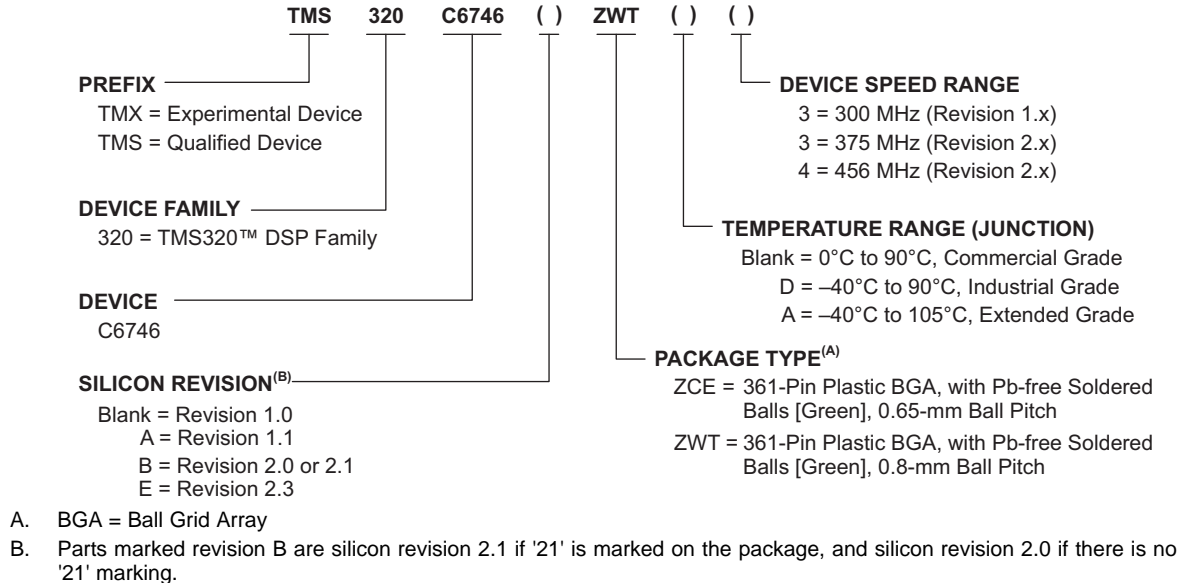 TMS 320 C6746 ( ) ZWT ( ) ( )
PREFIX
TMX = Experimental Device
TMS = Qualified Device
DEVICE FAMILY
320 = TMS320™ DSP Family
DEVICE
C6746
SILICON REVISION(B)
Blank = Revision 1.0
A = Revision 1.1
B = Revision 2.0 or 2.1
E = Revision 2.3
DEVICE SPEED RANGE
3 = 300 MHz (Revision 1.x)
3 = 375 MHz (Revision 2.x)
4 = 456 MHz (Revision 2.x)
TEMPERATURE RANGE (JUNCTION)
Blank = 0°C to 90°C, Commercial Grade
D = –40°C to 90°C, Industrial Grade
A = –40°C to 105°C, Extended Grade
PACKAGE TYPE(A)
ZCE = 361-Pin Plastic BGA, with Pb-free Soldered
Balls [Green], 0.65-mm Ball Pitch
ZWT = 361-Pin Plastic BGA, with Pb-free Soldered
Balls [Green], 0.8-mm Ball Pitch
A. BGA = Ball Grid Array
B. Parts marked revision B are silicon revision 2.1 if '21' is marked on the package, and silicon revision 2.0 if there is no
'21' marking.